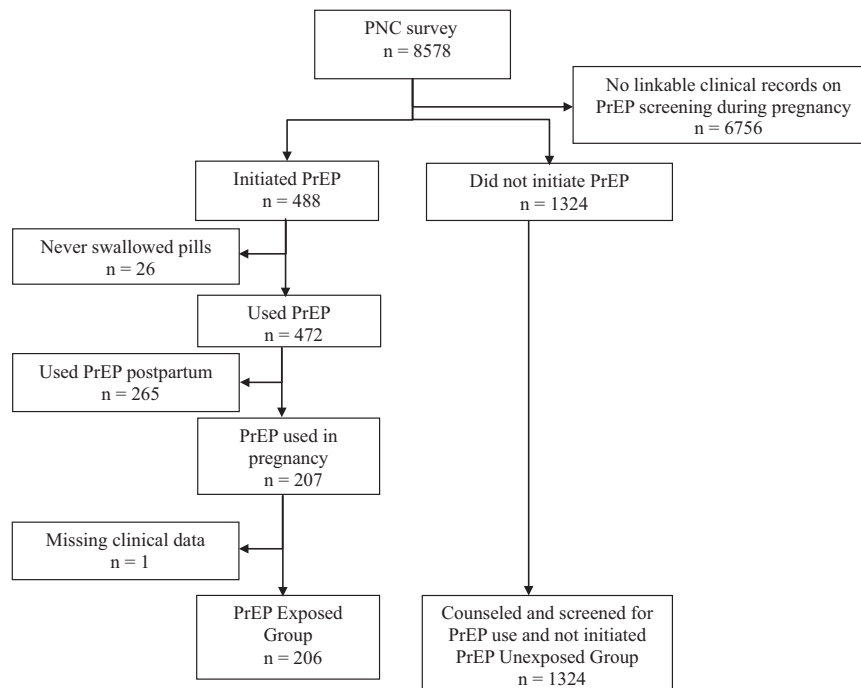 PNC survey
n = 8578
No linkable clinical records on
PrEP screening during pregnancy
n = 6756
Initiated PrEP
n = 488
Did not initiate PrEP
n = 1324
Never swallowed pills
n = 26
Used PrEP
n = 472
Used PrEP postpartum
n = 265
PrEP used in
pregnancy
n = 207
Missing clinical data
n = 1
PrEP Exposed
Group
n = 206
Counseled and screened for
PrEP use and not initiated
PrEP Unexposed Group
n = 1324